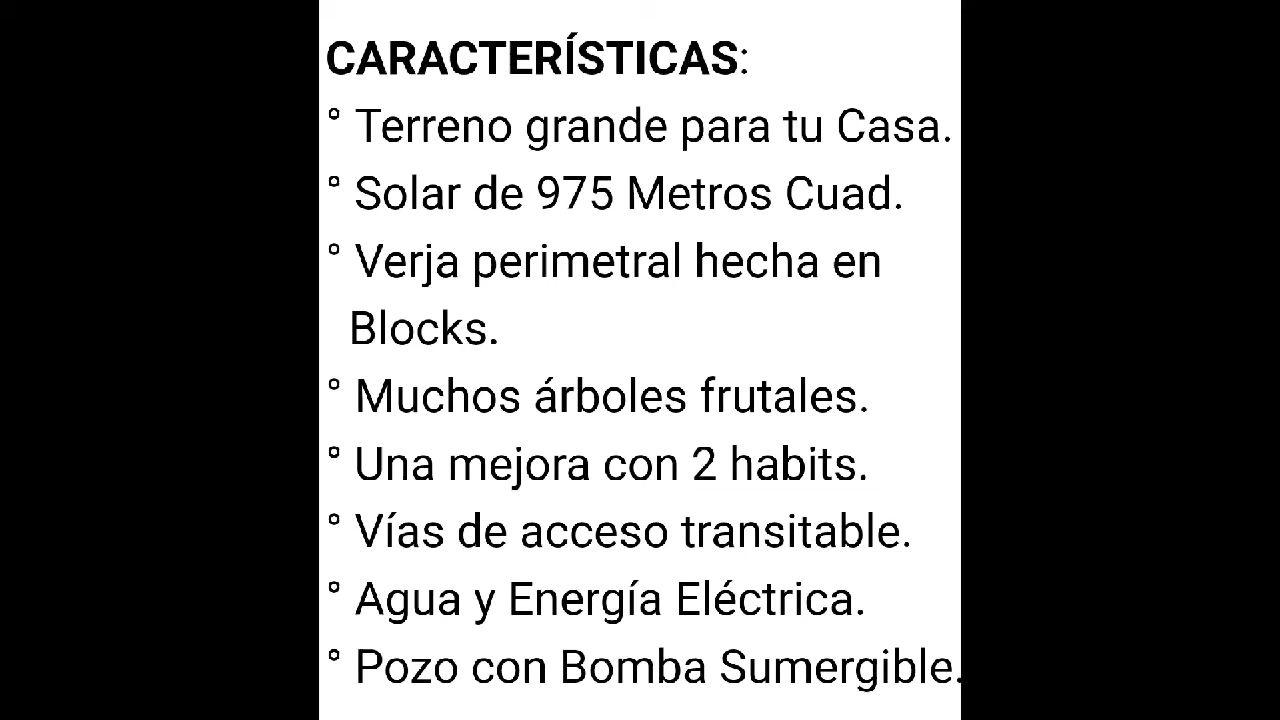 CARACTERÍSTICAS:
° Terreno grande para tu Casa.
° Solar de 975 Metros Cuad.
° Verja perimetral hecha en
Blocks.
° Muchos árboles frutales.
° Una mejora con 2 habits.
° Vías de acceso transitable.
° Agua y Energía Eléctrica.
° Pozo con Bomba Sumergible.